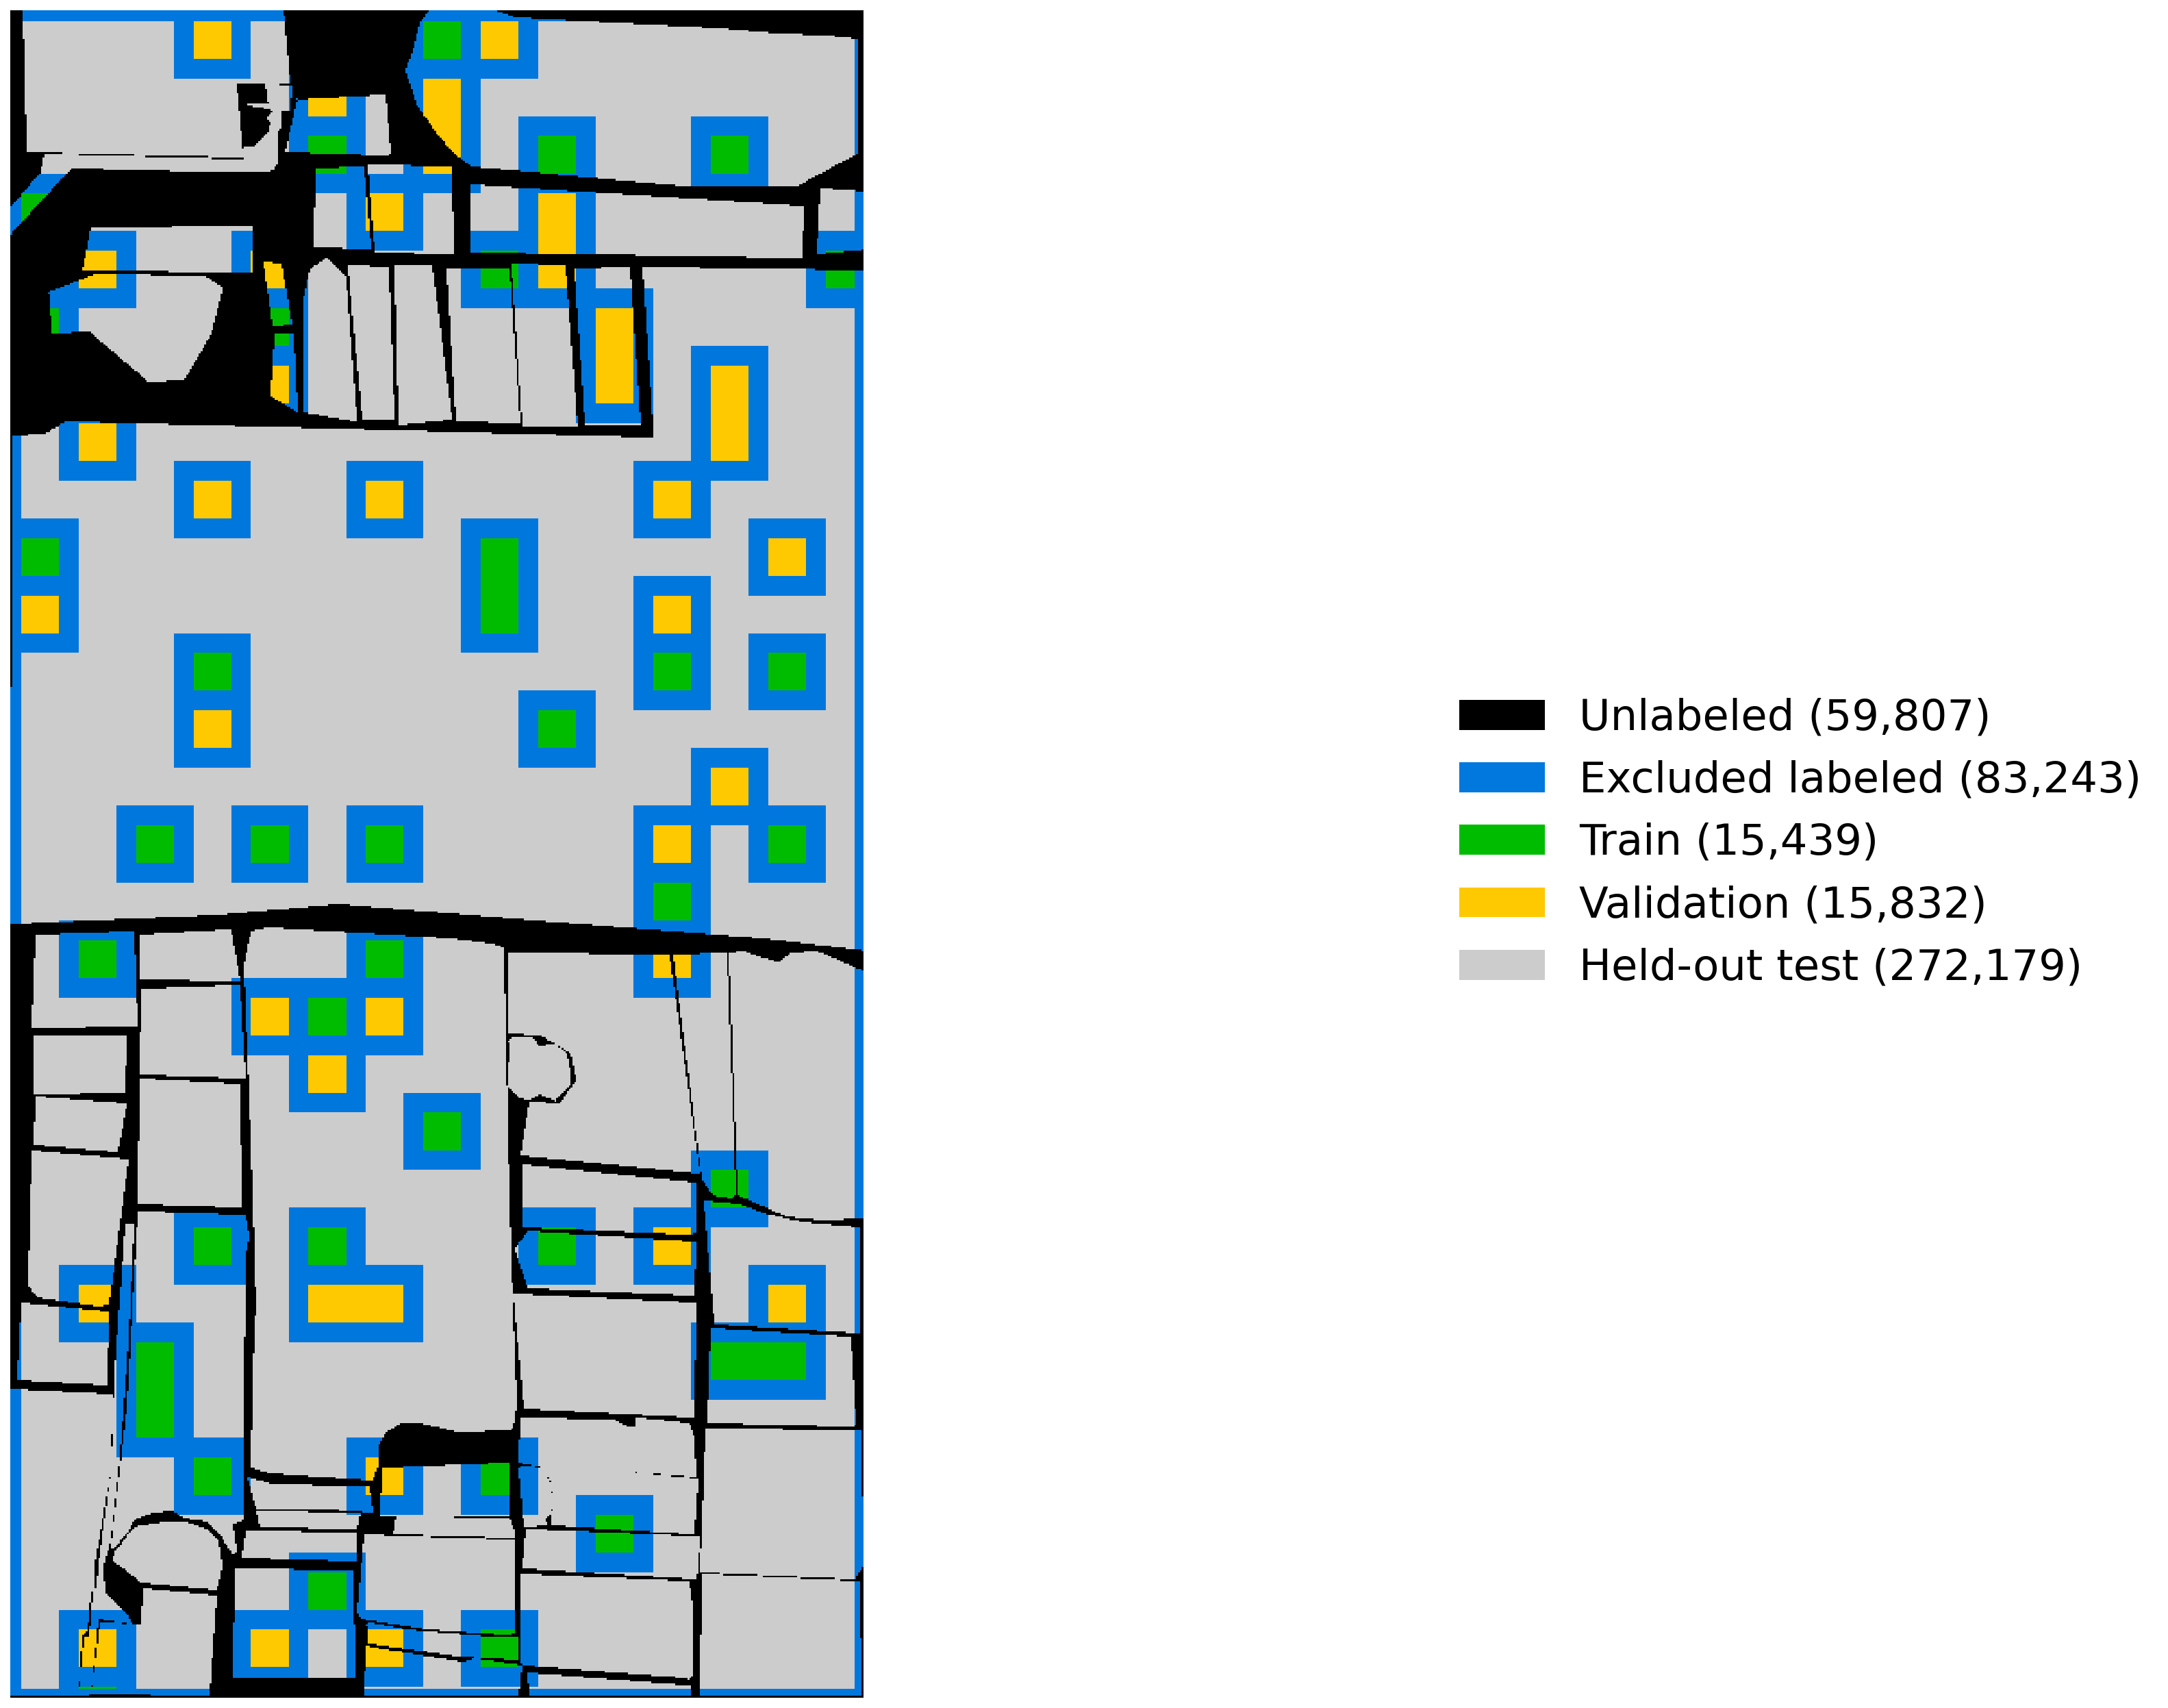 Unlabeled (59,807)
Excluded labeled (83,243)
Train (15,439)
Validation (15,832)
Held-out test (272,179)